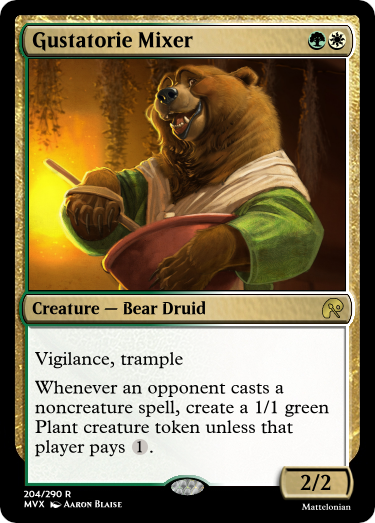 Gustatorie Mixer
Creature — Bear Druid
Vigilance, trample
Whenever an opponent casts a
noncreature spell, create a 1/1 green
Plant creature token unless that
player pays 1.
2/2
204/290 R
MVX Aaron Blaise
Mattelonian